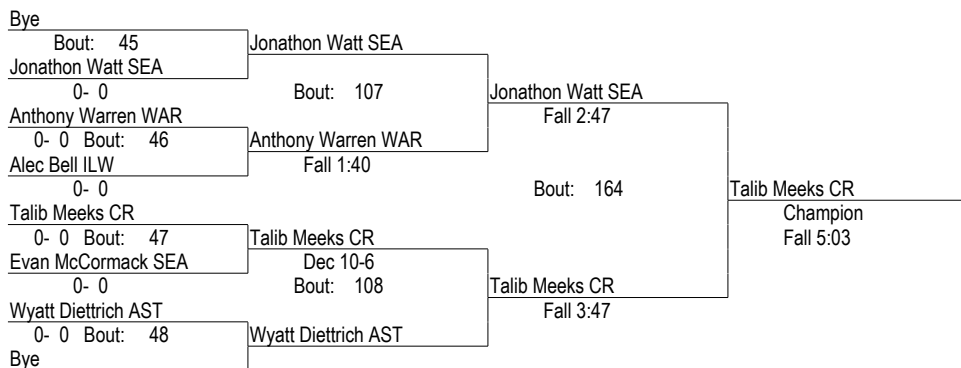 Bye
Bout: 45 Jonathon Watt SEA
Jonathon Watt SEA
0- 0 Bout: 107 Jonathon Watt SEA
Anthony Warren WAR Fall 2:47
0- 0 Bout: 46 Anthony Warren WAR
Alec Bell ILW Fall 1:40
0- 0 Bout: 164 Talib Meeks CR
Talib Meeks CR Champion
0- 0 Bout: 47 Talib Meeks CR Fall 5:03
Evan McCormack SEA Dec 10-6
0- 0 Bout: 108 Talib Meeks CR
Wyatt Diettrich AST Fall 3:47
0- 0 Bout: 48 Wyatt Diettrich AST
Bye